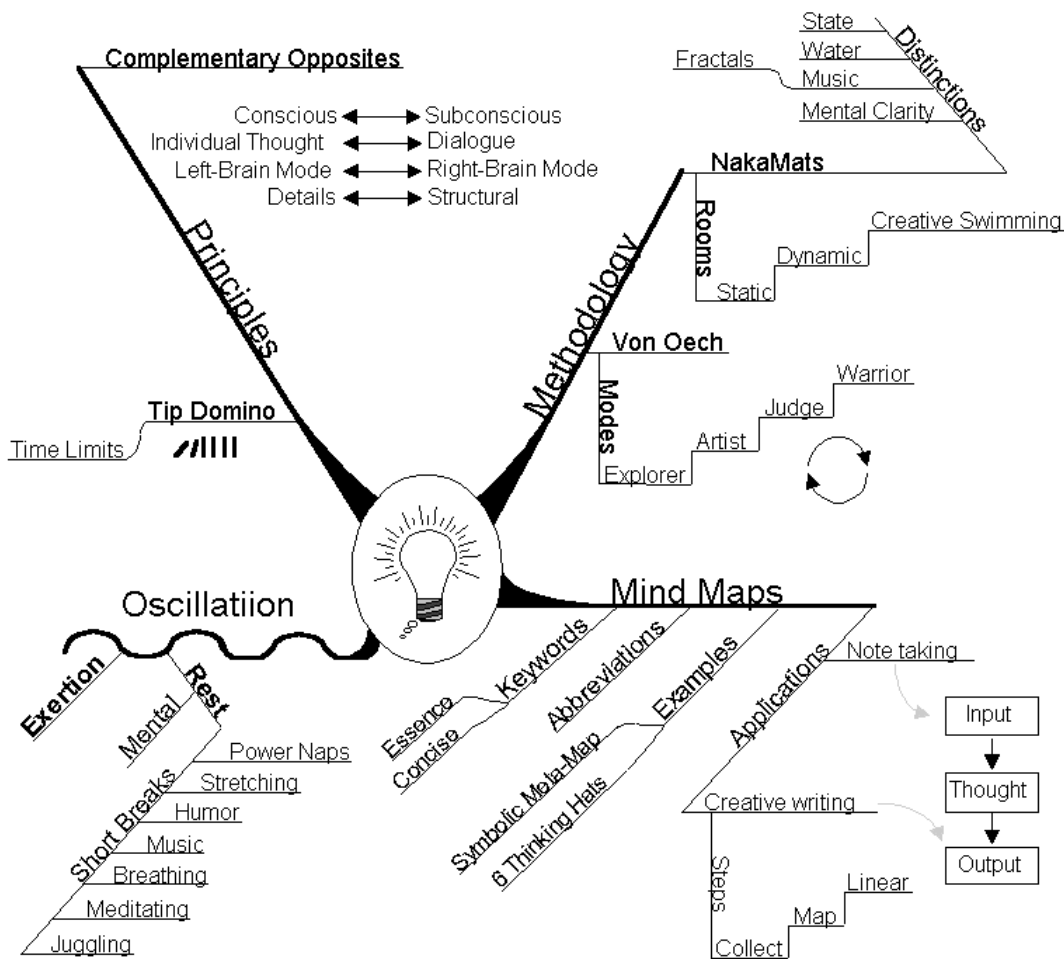 Complementary Opposites
Conscious Subconscious
Individual Thought Dialogue
Left-Brain Mode Right-Brain Mode
Details Structural
Principles
Tip Domino
Time Limits
Methodology
NakaMats
Distinctions
State
Water
Fractals
Music
Mental Clarity
Rooms
Static
Dynamic
Creative Swimming
Von Oech
Modes
Explorer
Artist
Judge
Warrior
Oscillatiion
Exertion
Rest
Mental
Short Breaks
Power Naps
Stretching
Humor
Music
Breathing
Meditating
Juggling
Mind Maps
Keywords
Essence
Concise
Abbreviations
Examples
Symbolic Meta-Map
6 Thinking Hats
Applications
Note taking
Creative writing
Steps
Collect
Map
Linear
Input
Thought
Output